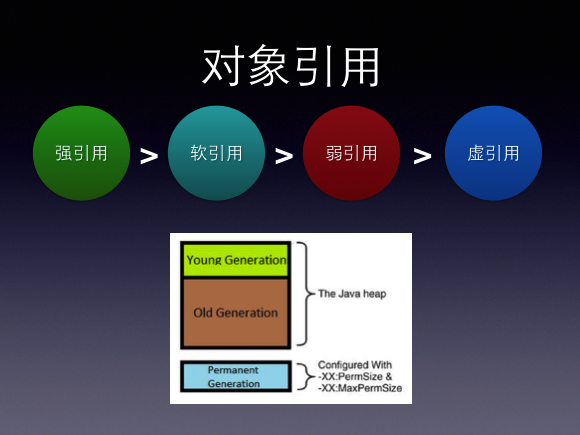 对象引用
强引用 > 软引用 > 弱引用 > 虚引用
Young Generation
Old Generation
The Java heap
Permanent
Generation
Configured With
-XX:PermSize &
-XX:MaxPermSize